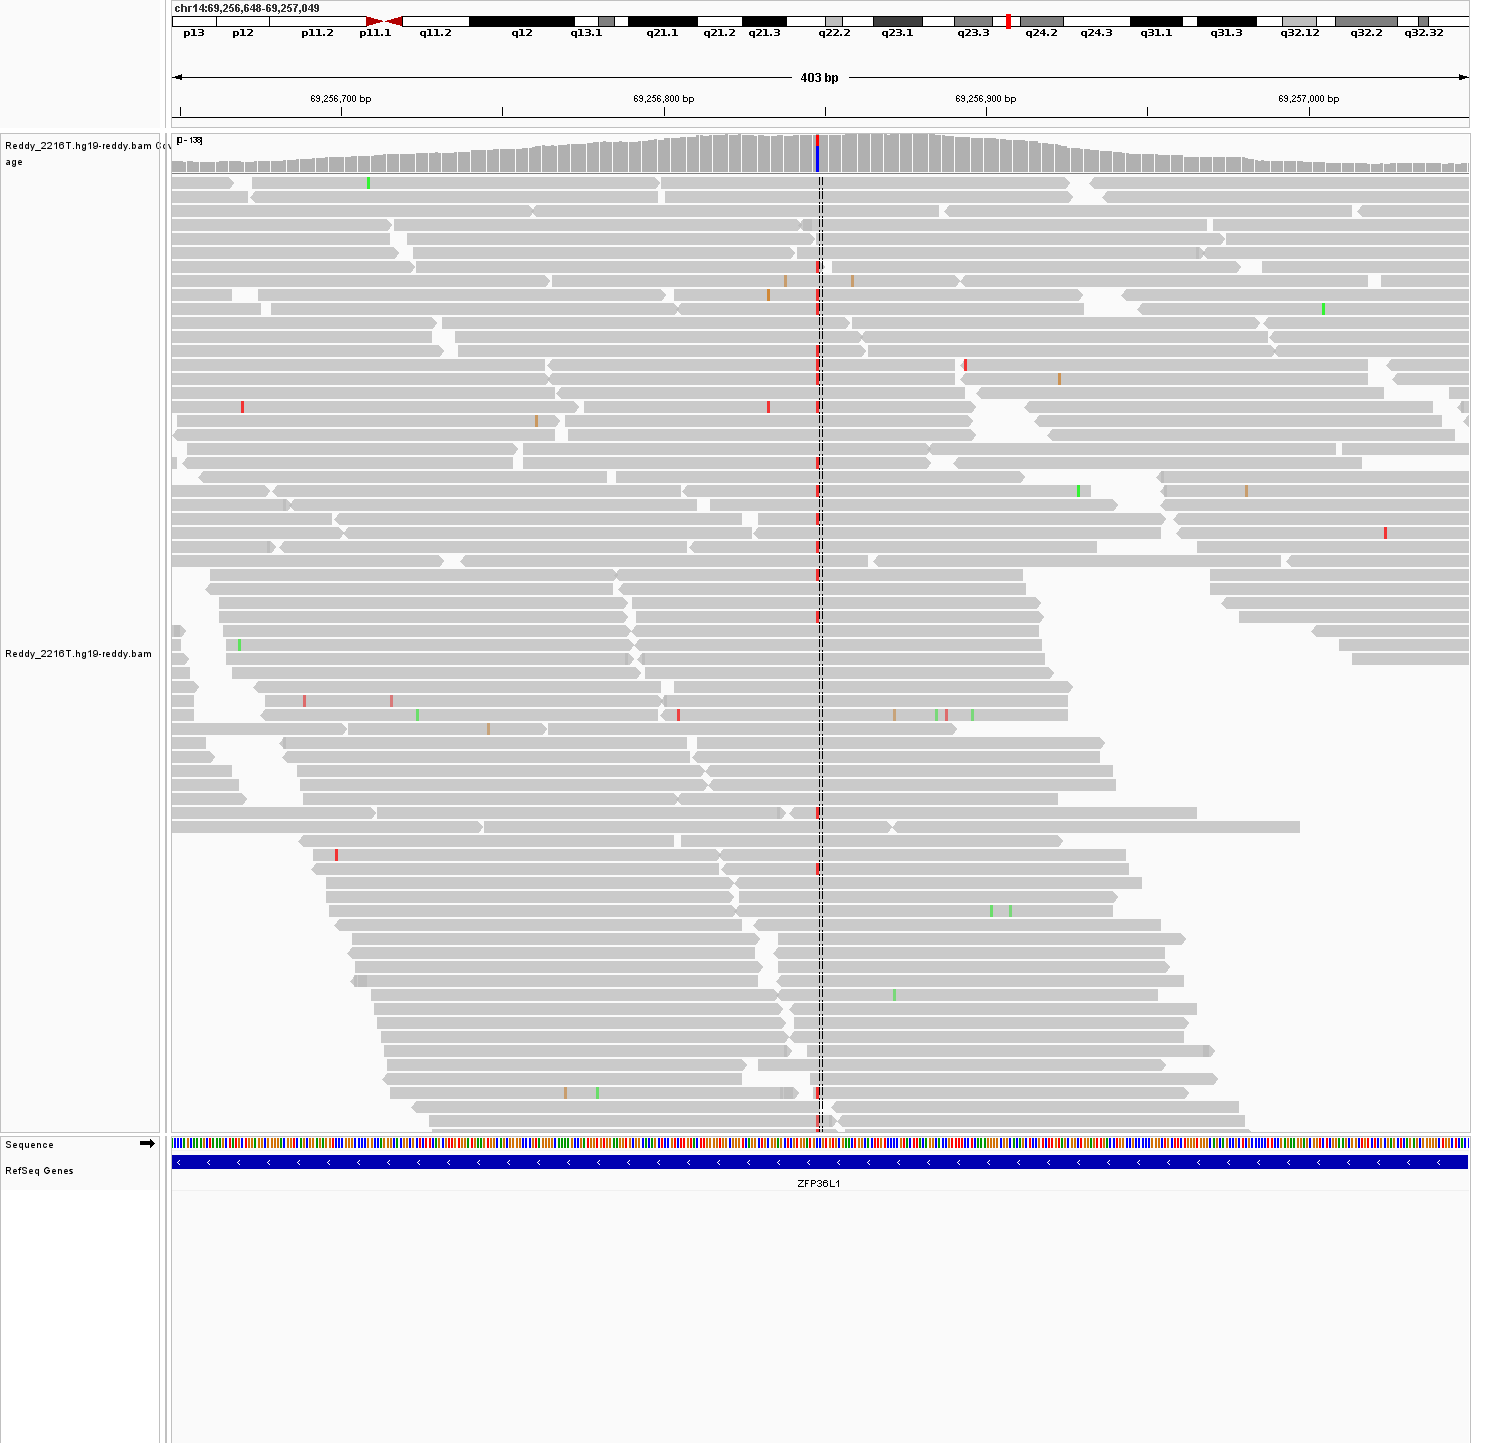 chr14:69,256,648-69,257,049
p13 p12 p11.2 p11.1 q11.2 q12 q13.1 q21.1 q21.2 q21.3 q22.2 q23.1 q23.3 q24.2 q24.3 q31.1 q31.3 q32.12 q32.2 q32.32
403 bp
69,256,700 bp 69,256,800 bp 69,256,900 bp 69,257,000 bp
[0 - 138]
Reddy_2216T.hg19-reddy.bam Cov
age
Reddy_2216T.hg19-reddy.bam
Sequence
RefSeq Genes
ZFP36L1